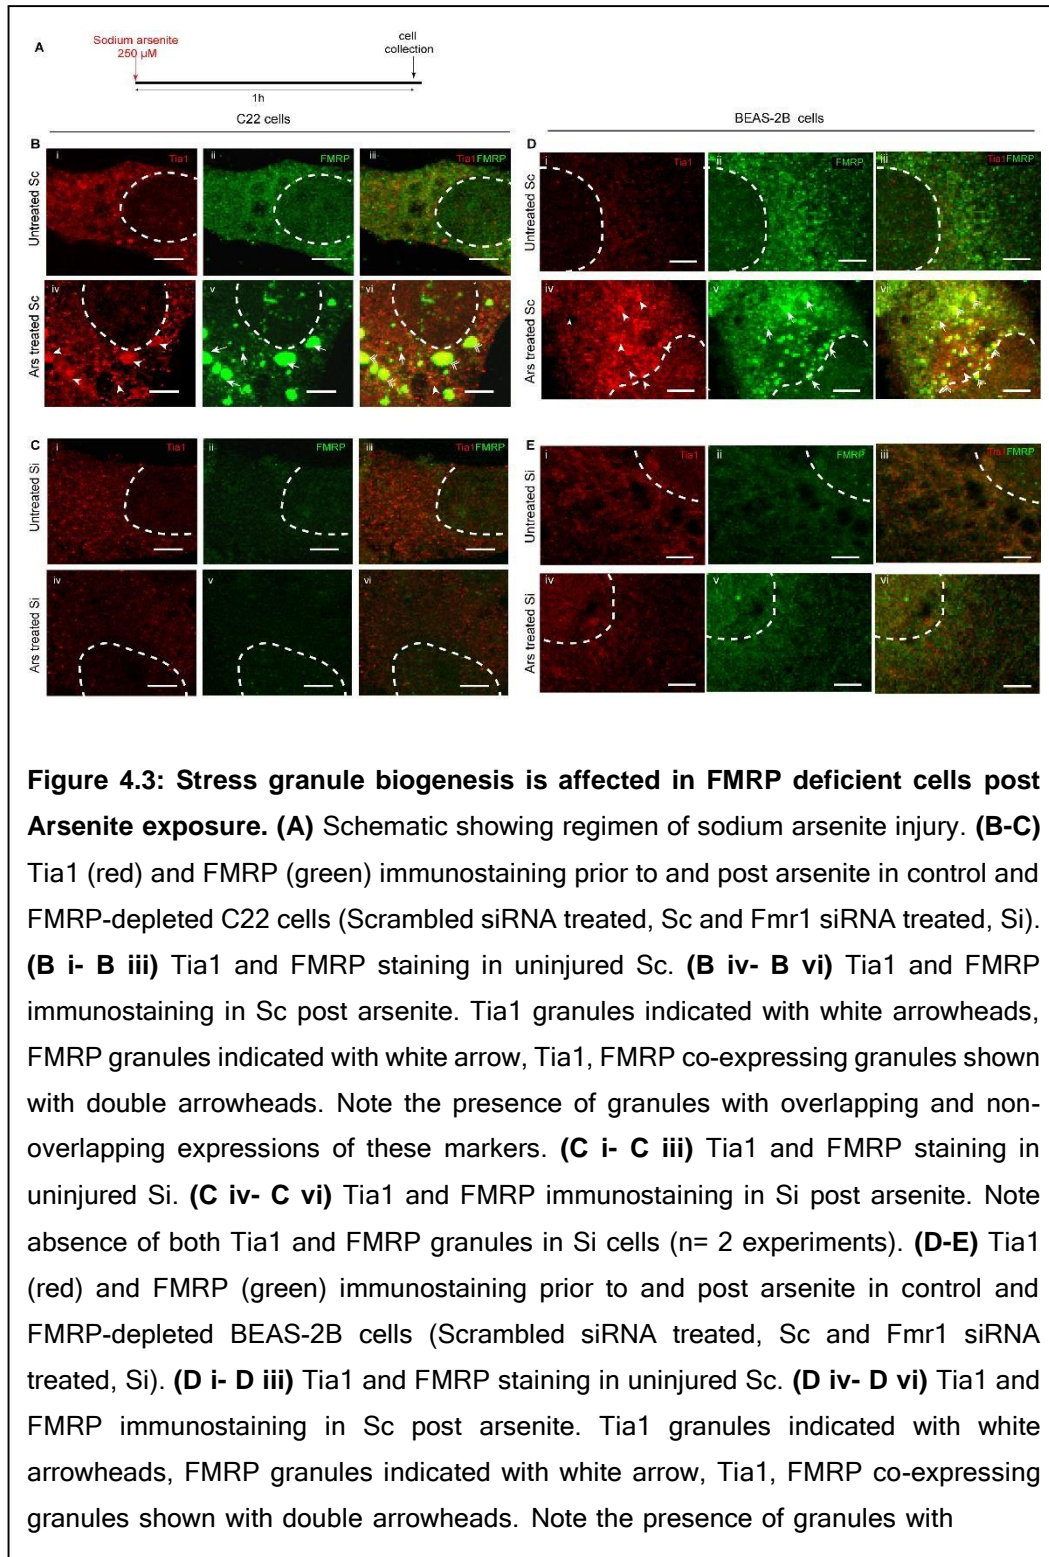 A
Sodium arsenite
250 µM
cell
collection
1h
C22 cells
BEAS-2B cells
B
Untreated Sc
i
Tia1
ii
FMRP
iii
Tia1FMRP
Ars treated Sc
iv
v
vi
D
Untreated Sc
i
Tia1
ii
FMRP
iii
Tia1FMRP
Ars treated Sc
iv
v
vi
C
Untreated Si
i
Tia1
ii
FMRP
iii
Tia1FMRP
Ars treated Si
iv
v
vi
E
Untreated Si
i
Tia1
ii
FMRP
iii
Tia1FMRP
Ars treated Si
iv
v
vi
Figure 4.3: Stress granule biogenesis is affected in FMRP deficient cells post
Arsenite exposure. (A) Schematic showing regimen of sodium arsenite injury. (B-C)
Tia1 (red) and FMRP (green) immunostaining prior to and post arsenite in control and
FMRP-depleted C22 cells (Scrambled siRNA treated, Sc and Fmr1 siRNA treated, Si).
(B i- B iii) Tia1 and FMRP staining in uninjured Sc. (B iv- B vi) Tia1 and FMRP
immunostaining in Sc post arsenite. Tia1 granules indicated with white arrowheads,
FMRP granules indicated with white arrow, Tia1, FMRP co-expressing granules shown
with double arrowheads. Note the presence of granules with overlapping and non-
overlapping expressions of these markers. (C i- C iii) Tia1 and FMRP staining in
uninjured Si. (C iv- C vi) Tia1 and FMRP immunostaining in Si post arsenite. Note
absence of both Tia1 and FMRP granules in Si cells (n= 2 experiments). (D-E) Tia1
(red) and FMRP (green) immunostaining prior to and post arsenite in control and
FMRP-depleted BEAS-2B cells (Scrambled siRNA treated, Sc and Fmr1 siRNA
treated, Si). (D i- D iii) Tia1 and FMRP staining in uninjured Sc. (D iv- D vi) Tia1 and
FMRP immunostaining in Sc post arsenite. Tia1 granules indicated with white
arrowheads, FMRP granules indicated with white arrow, Tia1, FMRP co-expressing
granules shown with double arrowheads. Note the presence of granules with